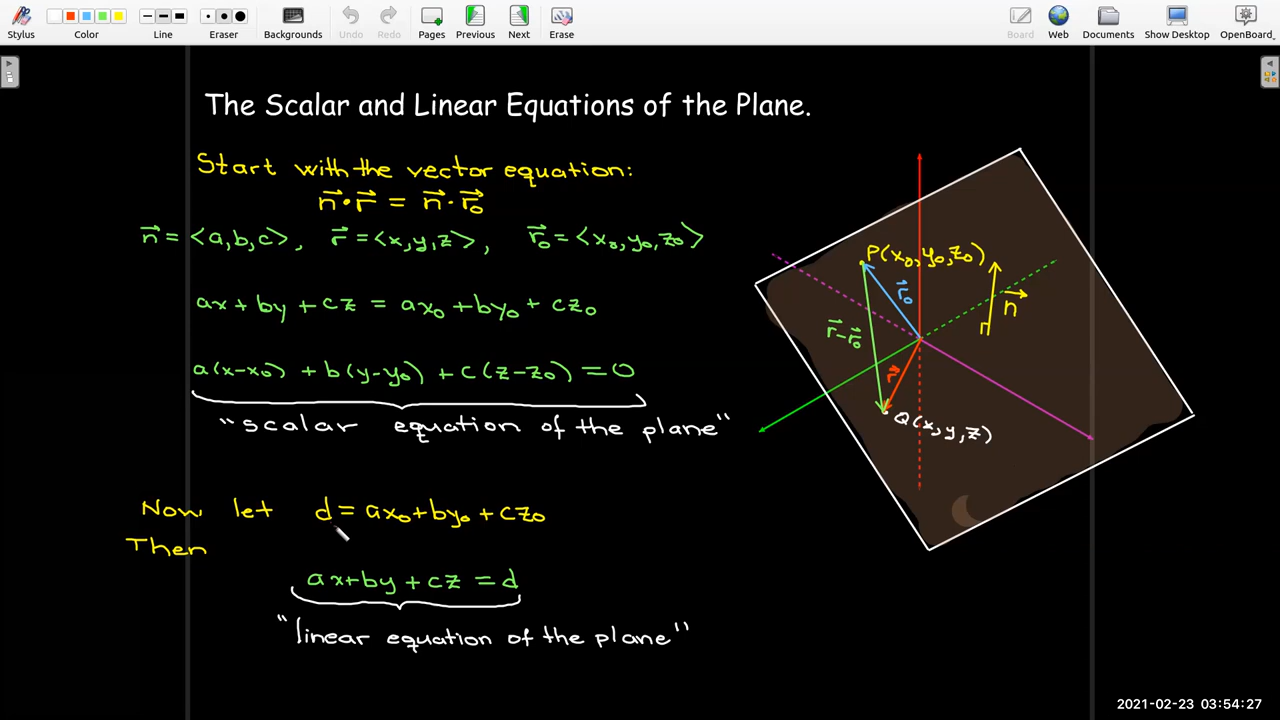 Stylus Color Line Eraser Backgrounds Undo Redo Pages Previous Next Erase Board Web Documents Show Desktop OpenBoard
The Scalar and Linear Equations of the Plane.
Start with the vector equation:
n⃗·r⃗ = n⃗·r⃗₀
n⃗ = <a,b,c>, r⃗ = <x,y,z>, r⃗₀ = <x₀,y₀,z₀>
ax + by + cz = ax₀ + by₀ + cz₀
a(x-x₀) + b(y-y₀) + c(z-z₀) = 0
"scalar equation of the plane"
Now let d = ax₀ + by₀ + cz₀
Then
ax + by + cz = d
"linear equation of the plane"
P(x₀, y₀, z₀)
r⃗₀
n⃗
r⃗-r⃗₀
r⃗
Q(x, y, z)
2021-02-23 03:54:27